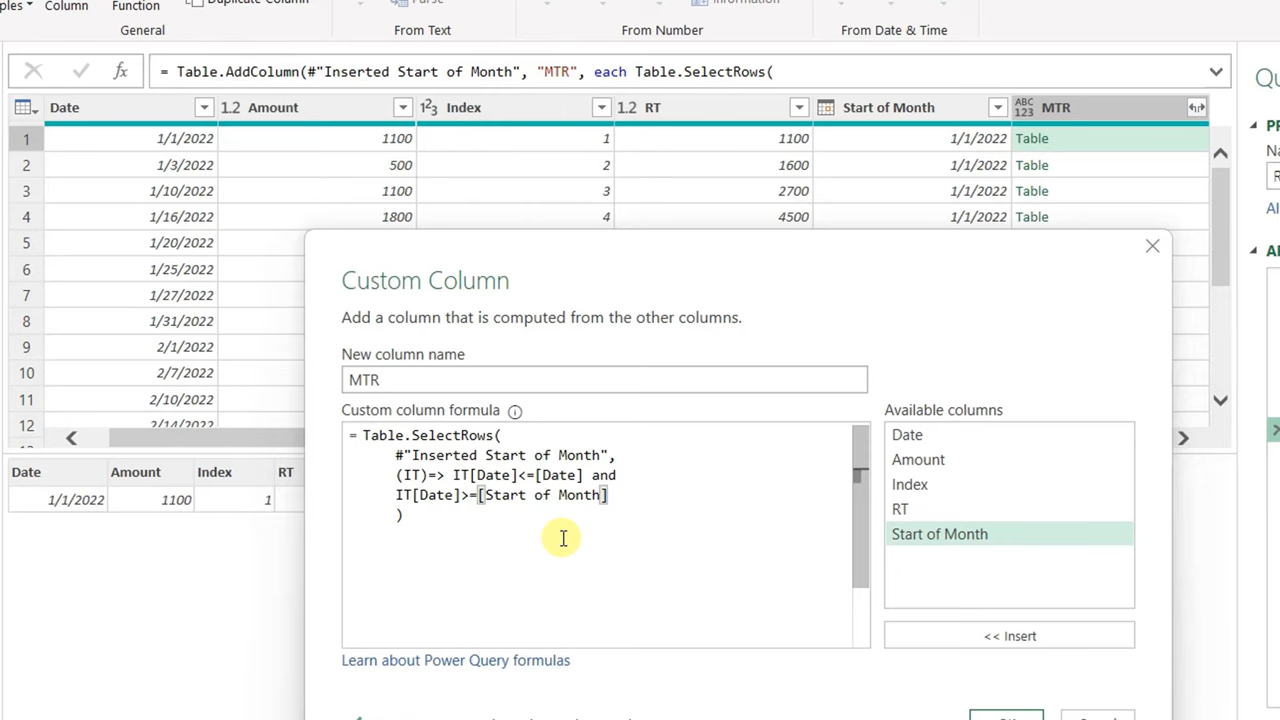 Column
Function
Duplicate Column
Parse
Information
General
From Text
From Number
From Date & Time
fx
= Table.AddColumn(#"Inserted Start of Month", "MTR", each Table.SelectRows(
Date
1.2 Amount
123 Index
1.2 RT
Start of Month
ABC 123 MTR
1 1/1/2022 1100 1 1100 1/1/2022 Table
2 1/3/2022 500 2 1600 1/1/2022 Table
3 1/10/2022 1100 3 2700 1/1/2022 Table
4 1/16/2022 1800 4 4500 1/1/2022 Table
5 1/20/2022
6 1/25/2022
7 1/27/2022
8 1/31/2022
9 2/1/2022
10 2/7/2022
11 2/10/2022
12 2/14/2022
Date Amount Index RT
1/1/2022 1100 1
Custom Column
Add a column that is computed from the other columns.
New column name
MTR
Custom column formula
= Table.SelectRows(
#"Inserted Start of Month",
(IT)=> IT[Date]<=[Date] and
IT[Date]>=[Start of Month]
)
Learn about Power Query formulas
Available columns
Date
Amount
Index
RT
Start of Month
<< Insert